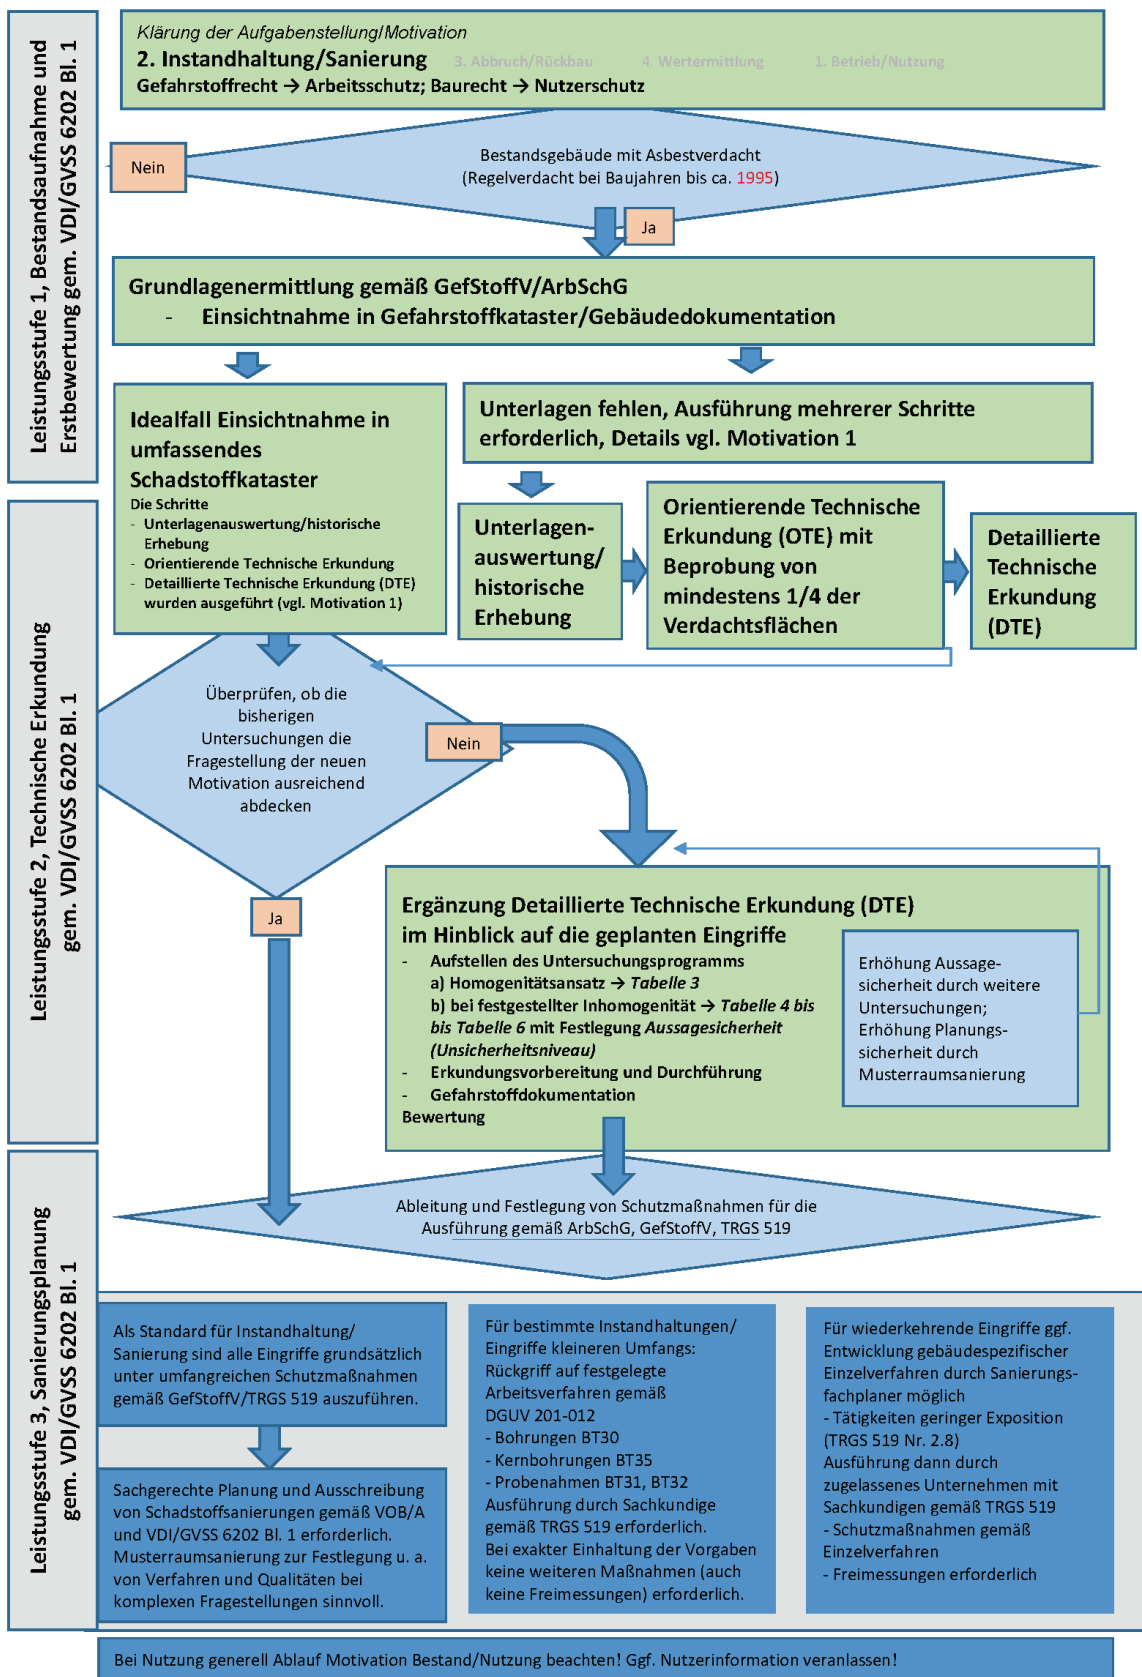 Leistungsstufe 1, Bestandsaufnahme und
Erstbewertung gem. VDI/GVSS 6202 Bl. 1
Klärung der Aufgabenstellung/Motivation
2. Instandhaltung/Sanierung
3. Abbruch/Rückbau
4. Wertermittlung
1. Betrieb/Nutzung
Gefahrstoffrecht → Arbeitsschutz; Baurecht → Nutzerschutz
Bestandsgebäude mit Asbestverdacht
(Regelverdacht bei Baujahren bis ca. 1995)
Nein
Ja
Grundlagenermittlung gemäß GefStoffV/ArbSchG
- Einsichtnahme in Gefahrstoffkataster/Gebäudedokumentation
Idealfall Einsichtnahme in
umfassendes
Schadstoffkataster
Die Schritte
- Unterlagenauswertung/historische
Erhebung
- Orientierende Technische Erkundung
- Detaillierte Technische Erkundung (DTE)
wurden ausgeführt (vgl. Motivation 1)
Unterlagen fehlen, Ausführung mehrerer Schritte
erforderlich, Details vgl. Motivation 1
Leistungsstufe 2, Technische Erkundung
gem. VDI/GVSS 6202 Bl. 1
Unterlagen-
auswertung/
historische
Erhebung
Orientierende Technische
Erkundung (OTE) mit
Beprobung von
mindestens 1/4 der
Verdachtsflächen
Detaillierte
Technische
Erkundung
(DTE)
Überprüfen, ob die
bisherigen
Untersuchungen die
Fragestellung der neuen
Motivation ausreichend
abdecken
Nein
Ja
Ergänzung Detaillierte Technische Erkundung (DTE)
im Hinblick auf die geplanten Eingriffe
- Aufstellen des Untersuchungsprogramms
a) Homogenitätsansatz → Tabelle 3
b) bei festgestellter Inhomogenität → Tabelle 4 bis
bis Tabelle 6 mit Festlegung Aussagesicherheit
(Unsicherheitsniveau)
- Erkundungsvorbereitung und Durchführung
- Gefahrstoffdokumentation
Bewertung
Erhöhung Aussage-
sicherheit durch weitere
Untersuchungen;
Erhöhung Planungs-
sicherheit durch
Musterraumsanierung
Leistungsstufe 3, Sanierungsplanung
gem. VDI/GVSS 6202 Bl. 1
Ableitung und Festlegung von Schutzmaßnahmen für die
Ausführung gemäß ArbSchG, GefStoffV, TRGS 519
Als Standard für Instandhaltung/
Sanierung sind alle Eingriffe grundsätzlich
unter umfangreichen Schutzmaßnahmen
gemäß GefStoffV/TRGS 519 auszuführen.
Sachgerechte Planung und Ausschreibung
von Schadstoffsanierungen gemäß VOB/A
und VDI/GVSS 6202 Bl. 1 erforderlich.
Musterraumsanierung zur Festlegung u. a.
von Verfahren und Qualitäten bei
komplexen Fragestellungen sinnvoll.
Für bestimmte Instandhaltungen/
Eingriffe kleineren Umfangs:
Rückgriff auf festgelegte
Arbeitsverfahren gemäß
DGUV 201-012
- Bohrungen BT30
- Kernbohrungen BT35
- Probenahmen BT31, BT32
Ausführung durch Sachkundige
gemäß TRGS 519 erforderlich.
Bei exakter Einhaltung der Vorgaben
keine weiteren Maßnahmen (auch
keine Freimessungen) erforderlich.
Für wiederkehrende Eingriffe ggf.
Entwicklung gebäudespezifischer
Einzelverfahren durch Sanierungs-
fachplaner möglich
- Tätigkeiten geringer Exposition
(TRGS 519 Nr. 2.8)
Ausführung dann durch
zugelassenes Unternehmen mit
Sachkundigen gemäß TRGS 519
- Schutzmaßnahmen gemäß
Einzelverfahren
- Freimessungen erforderlich
Bei Nutzung generell Ablauf Motivation Bestand/Nutzung beachten! Ggf. Nutzerinformation veranlassen!